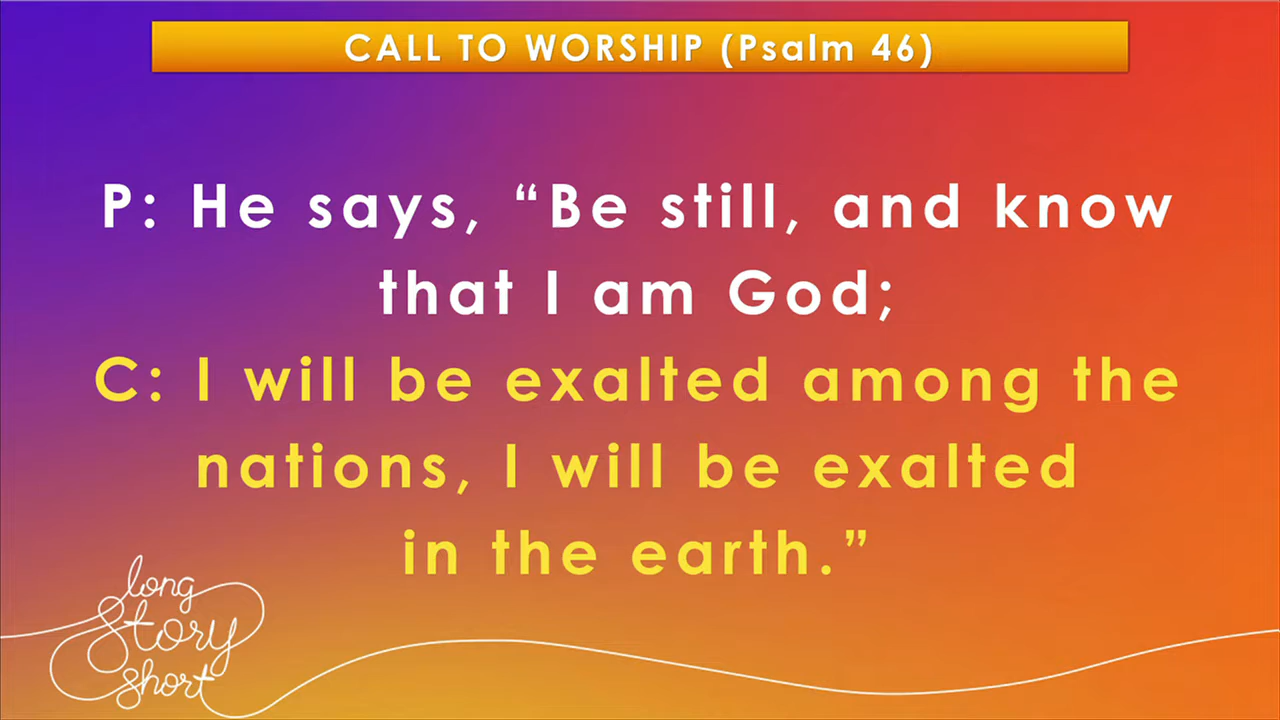 CALL TO WORSHIP (Psalm 46)
P: He says, “Be still, and know
that I am God;
C: I will be exalted among the
nations, I will be exalted
in the earth.”
long
Story
short